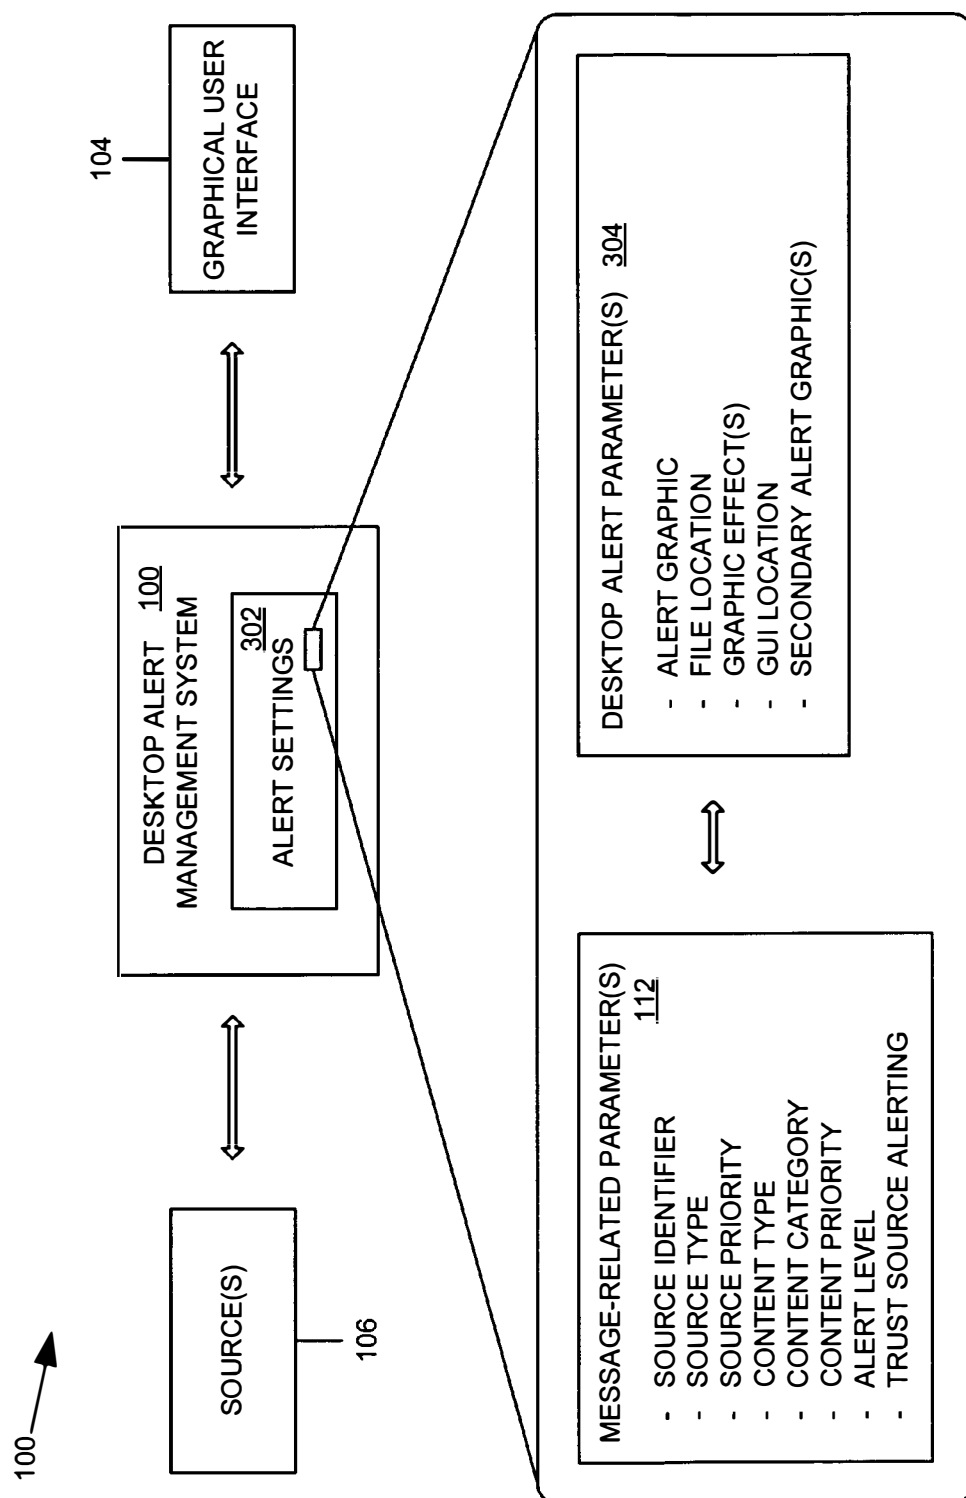 100
SOURCE(S)
106
DESKTOP ALERT
MANAGEMENT SYSTEM
100
302
ALERT SETTINGS
104
GRAPHICAL USER
INTERFACE
MESSAGE-RELATED PARAMETER(S)
112
- SOURCE IDENTIFIER
- SOURCE TYPE
- SOURCE PRIORITY
- CONTENT TYPE
- CONTENT CATEGORY
- CONTENT PRIORITY
- ALERT LEVEL
- TRUST SOURCE ALERTING
DESKTOP ALERT PARAMETER(S) 304
- ALERT GRAPHIC
- FILE LOCATION
- GRAPHIC EFFECT(S)
- GUI LOCATION
- SECONDARY ALERT GRAPHIC(S)